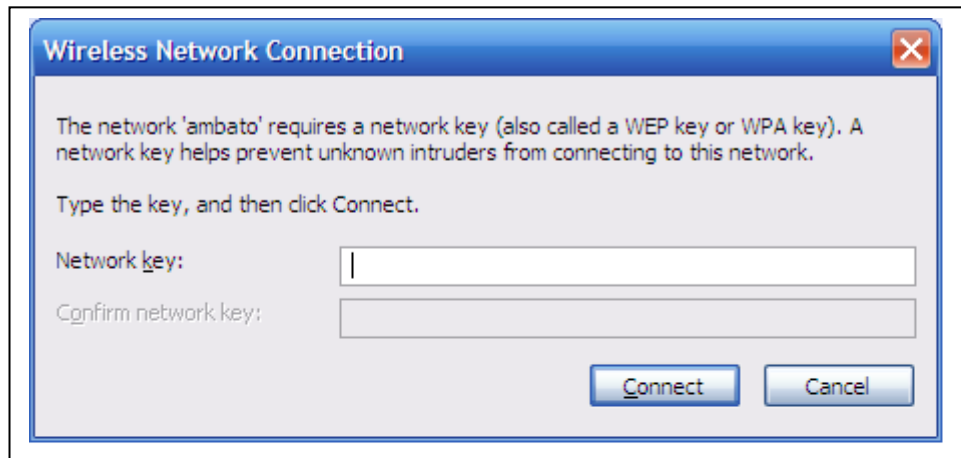 Wireless Network Connection
The network 'ambato' requires a network key (also called a WEP key or WPA key). A
network key helps prevent unknown intruders from connecting to this network.
Type the key, and then click Connect.
Network key:
Confirm network key:
Connect Cancel